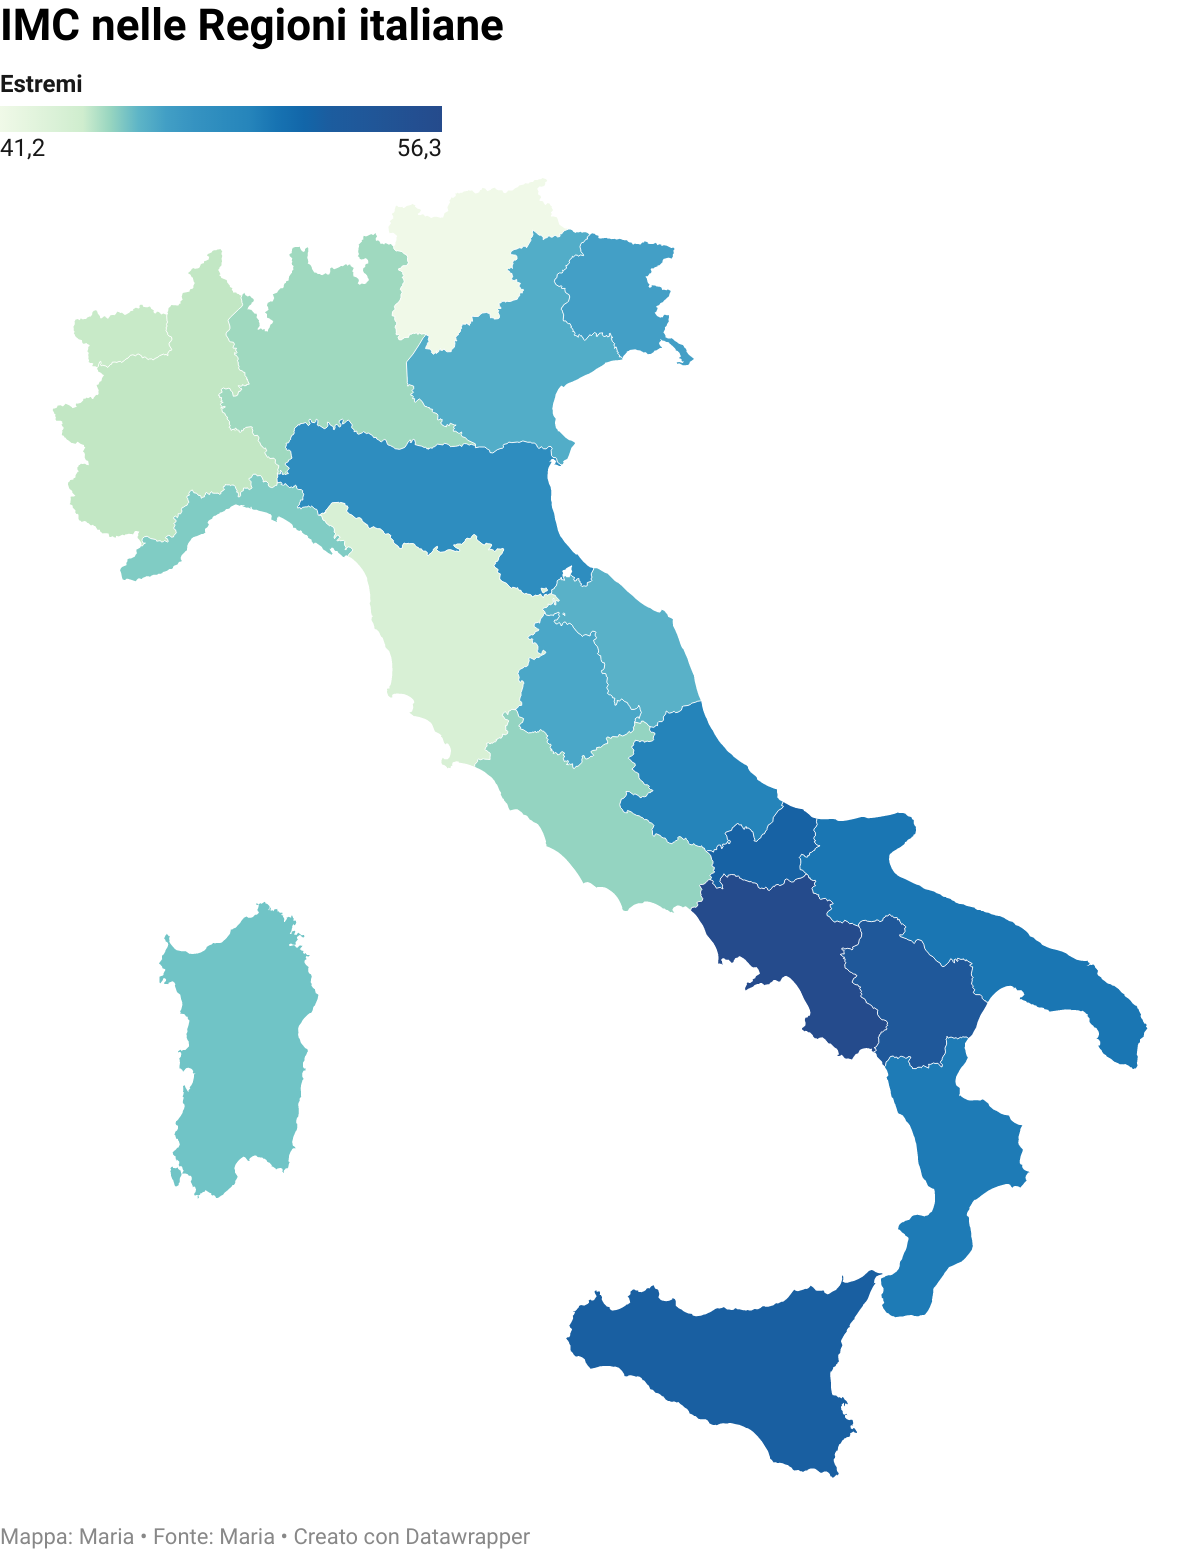 IMC nelle Regioni italiane
Estremi
41,2 56,3
Mappa: Maria • Fonte: Maria • Creato con Datawrapper